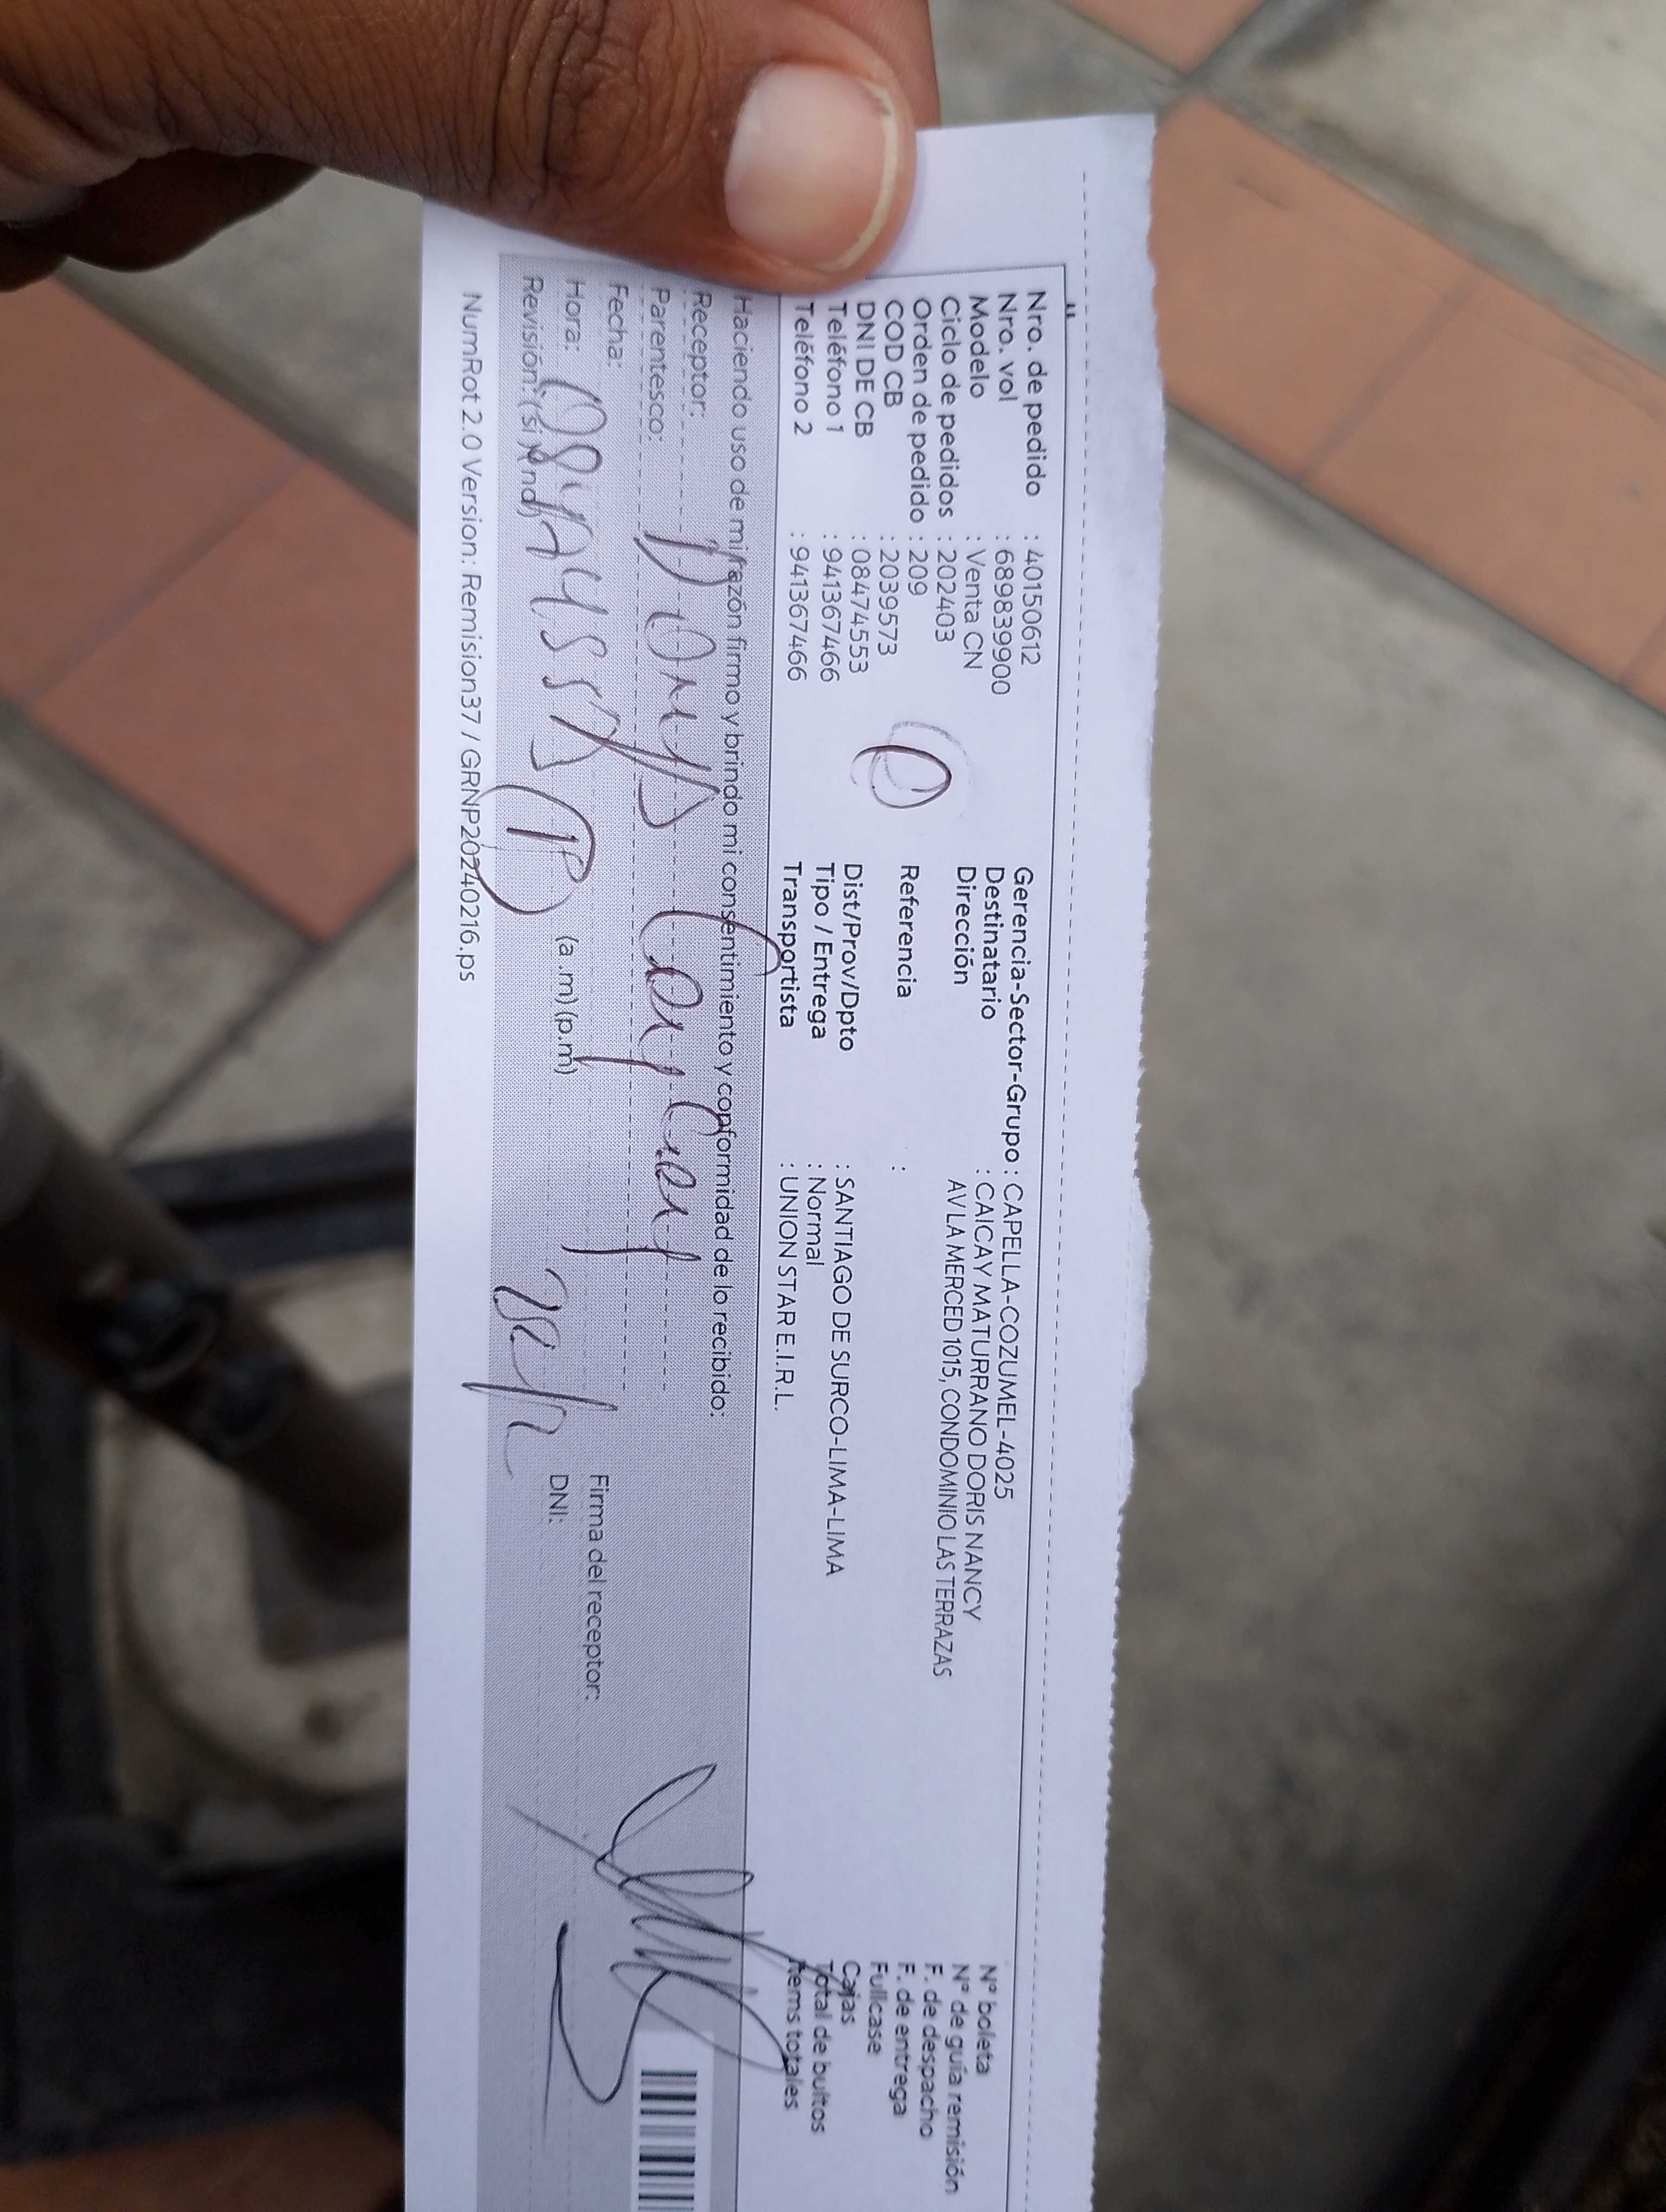 Nro. de pedido : 40150612
Nro. vol : 689839900
Modelo : Venta CN
Ciclo de pedidos : 202403
Orden de pedido : 209
COD CB : 2039573
DNI DE CB : 08474553
Teléfono 1 : 941367466
Teléfono 2 : 941367466
Gerencia-Sector-Grupo : CAPELLA-COZUMEL-4025
Destinatario : CAICAY MATURRANO DORIS NANCY
Dirección AV LA MERCED 1015, CONDOMINIO LAS TERRAZAS
Referencia :
Dist/Prov/Dpto : SANTIAGO DE SURCO-LIMA-LIMA
Tipo / Entrega : Normal
Transportista : UNION STAR E.I.R.L.
N° boleta
N° de guía remisión
F. de despacho
F. de entrega
Fullcase
Cajas
Total de bultos
Items totales
Haciendo uso de mi razón firmo y brindo mi consentimiento y conformidad de lo recibido:
Receptor:
Parentesco:
Fecha:
Hora: (a.m) (p.m)
Revisión: (si) (no)
Firma del receptor:
DNI:
NumRot 2.0 Version: Remision37 / GRNP20240216.ps